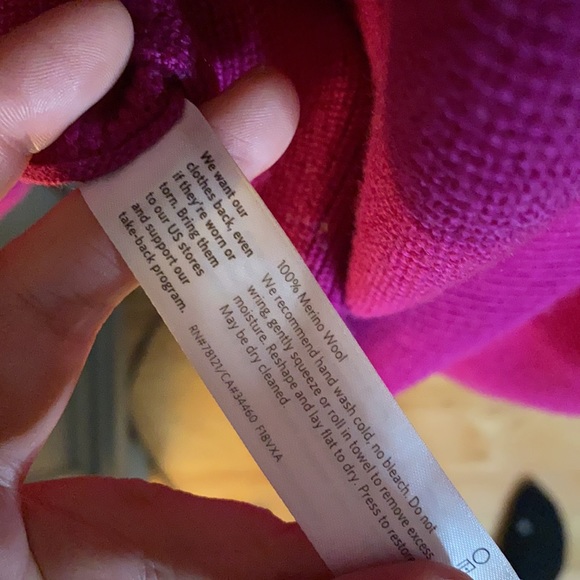 We want our
clothes back, even
if they're worn or
torn. Bring them
to our US stores
and support our
take-back program.
100% Merino Wool
We recommend hand wash cold, no bleach. Do not
wring, gently squeeze or roll in towel to remove excess
moisture. Reshape and lay flat to dry. Press to restore
May be dry cleaned.
RN#78121/CA#34460 F18VXA